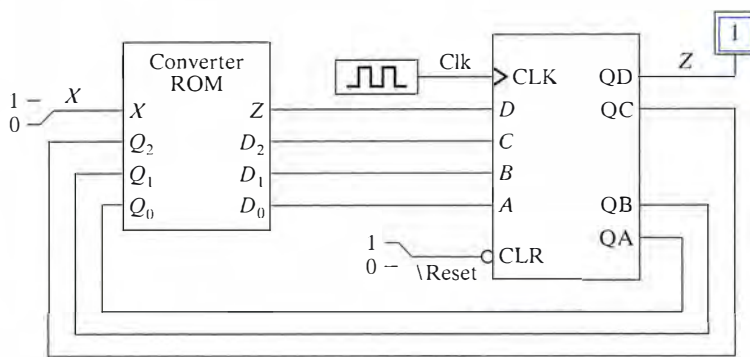 Converter
ROM
X
Q₂
Q₁
Q₀
Z
D₂
D₁
D₀
1
0
X
Clk
CLK
D
C
B
A
CLR
QD
QC
QB
QA
1
0
\Reset
Z
1